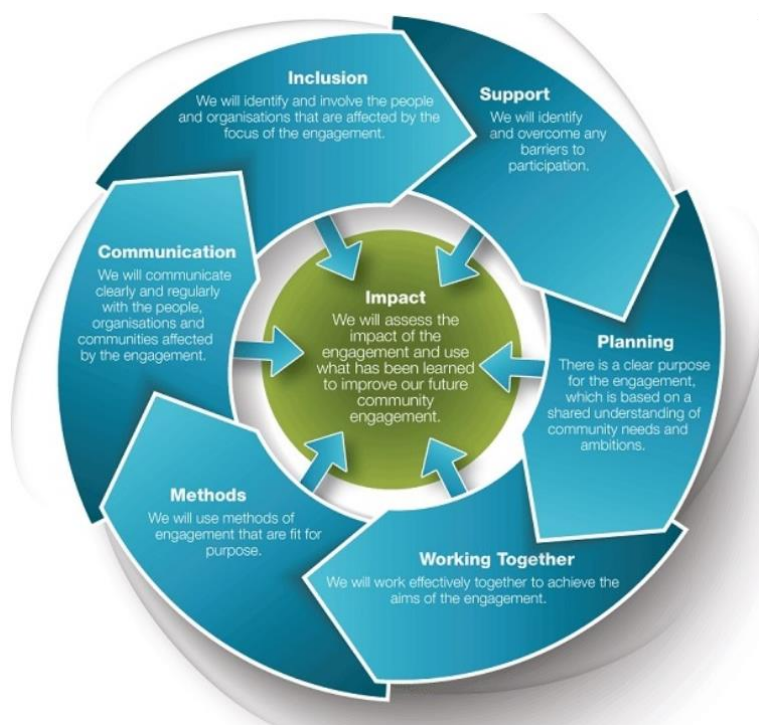 Inclusion
We will identify and involve the people
and organisations that are affected by the
focus of the engagement.
Support
We will identify
and overcome any
barriers to
participation.
Planning
There is a clear purpose
for the engagement,
which is based on a
shared understanding of
community needs and
ambitions.
Working Together
We will work effectively together to achieve the
aims of the engagement.
Methods
We will use methods of
engagement that are fit for
purpose.
Communication
We will communicate
clearly and regularly
with the people,
organisations and
communities affected
by the engagement.
Impact
We will assess the
impact of the
engagement and use
what has been learned
to improve our future
community
engagement.